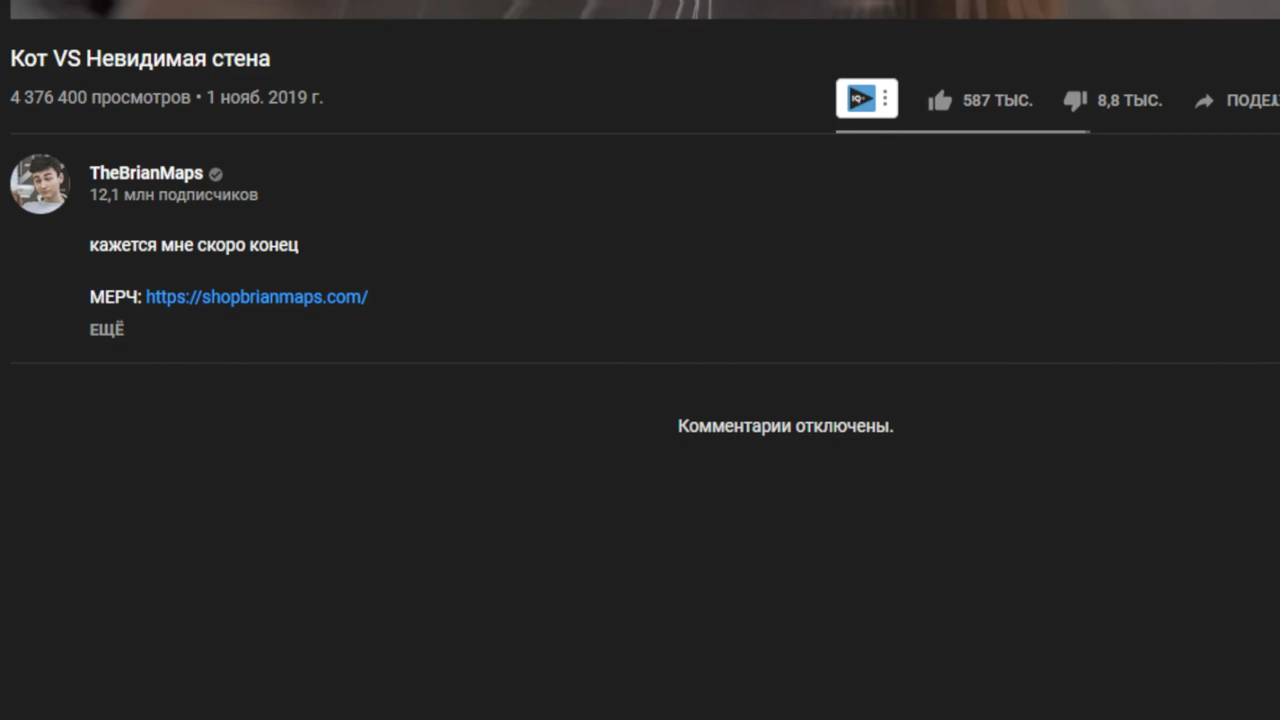 Кот VS Невидимая стена
4 376 400 просмотров • 1 нояб. 2019 г.
IQ
587 ТЫС.
8,8 ТЫС.
TheBrianMaps
12,1 млн подписчиков
кажется мне скоро конец
МЕРЧ: https://shopbrianmaps.com/
ЕЩЁ
Комментарии отключены.